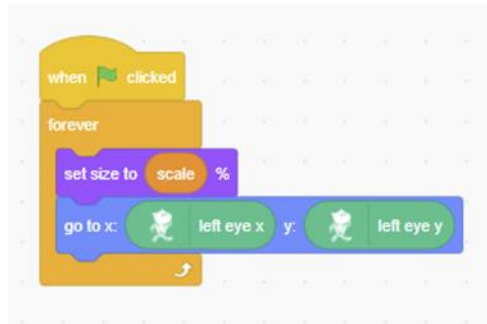 when clicked
forever
set size to scale %
go to x: left eye x y: left eye y